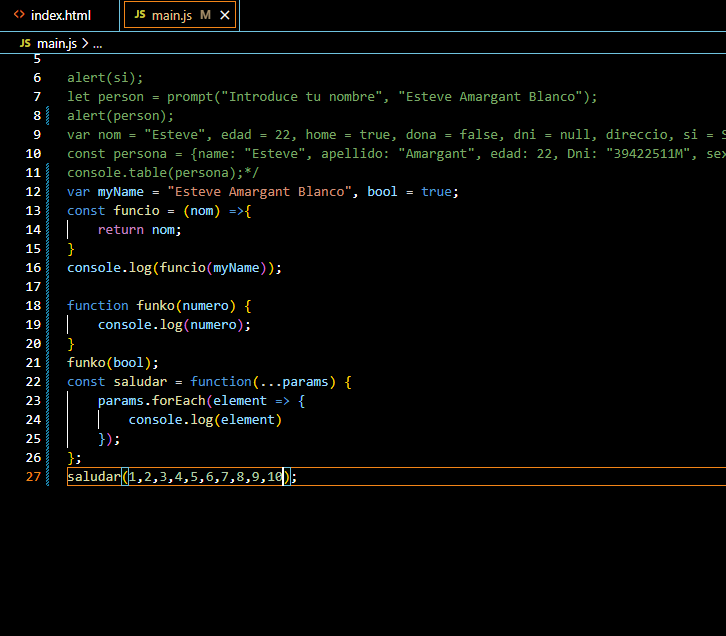 <> index.html JS main.js M ×
JS main.js > ...
5
6 alert(si);
7 let person = prompt("Introduce tu nombre", "Esteve Amargant Blanco");
8 alert(person);
9 var nom = "Esteve", edad = 22, home = true, dona = false, dni = null, direccio, si = S
10 const persona = {name: "Esteve", apellido: "Amargant", edad: 22, Dni: "39422511M", sex
11 console.table(persona);*/
12 var myName = "Esteve Amargant Blanco", bool = true;
13 const funcio = (nom) =>{
14 return nom;
15 }
16 console.log(funcio(myName));
17
18 function funko(numero) {
19 console.log(numero);
20 }
21 funko(bool);
22 const saludar = function(...params) {
23 params.forEach(element => {
24 console.log(element)
25 });
26 };
27 saludar(1,2,3,4,5,6,7,8,9,10);